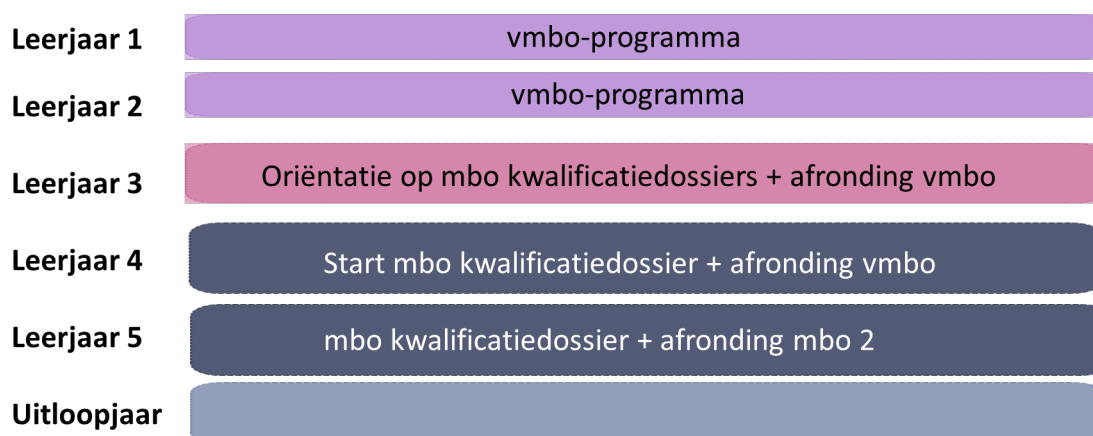 Leerjaar 1 vmbo-programma
Leerjaar 2 vmbo-programma
Leerjaar 3 Oriëntatie op mbo kwalificatiedossiers + afronding vmbo
Leerjaar 4 Start mbo kwalificatiedossier + afronding vmbo
Leerjaar 5 mbo kwalificatiedossier + afronding mbo 2
Uitloopjaar